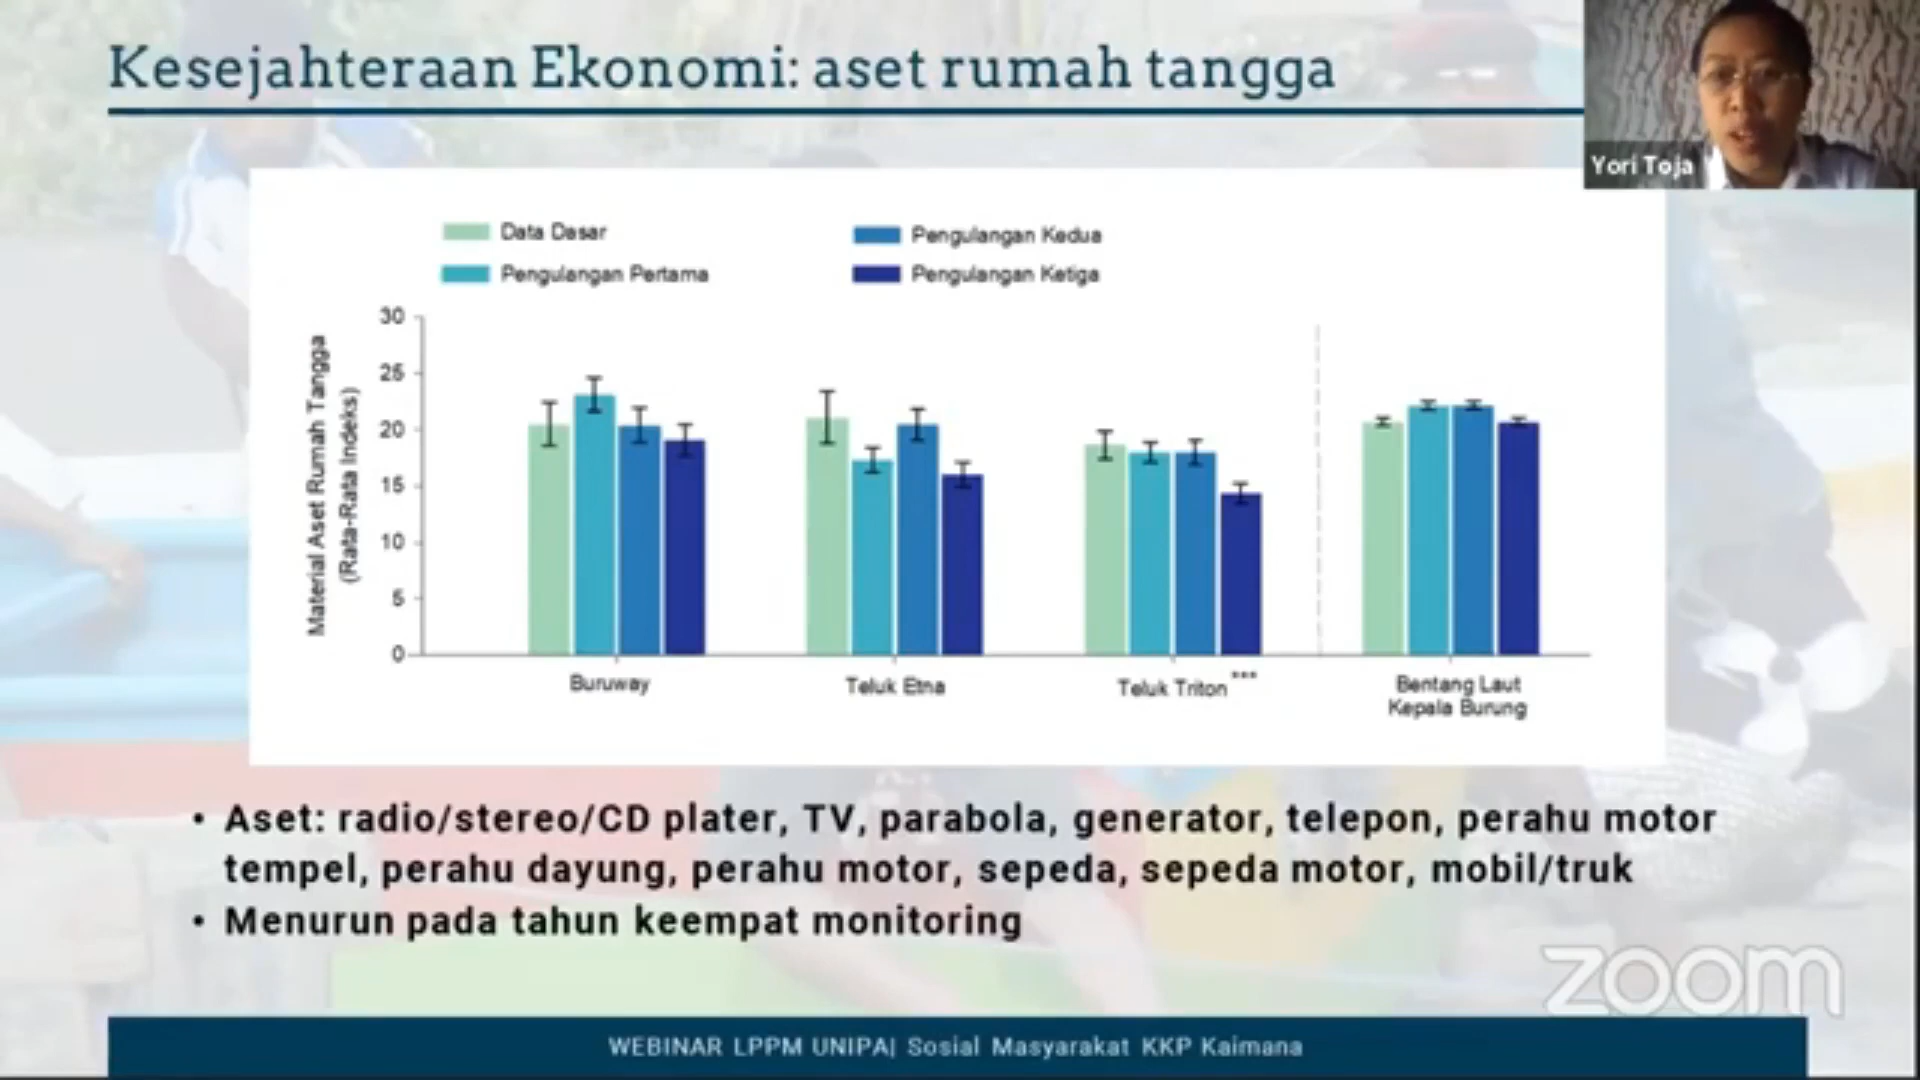 Kesejahteraan Ekonomi: aset rumah tangga
Yori Toja
Data Dasar
Pengulangan Pertama
Pengulangan Kedua
Pengulangan Ketiga
Material Aset Rumah Tangga
(Rata-Rata Indeks)
30
25
20
15
10
5
0
Buruway
Teluk Etna
Teluk Triton ***
Bentang Laut
Kepala Burung
• Aset: radio/stereo/CD plater, TV, parabola, generator, telepon, perahu motor
tempel, perahu dayung, perahu motor, sepeda, sepeda motor, mobil/truk
• Menurun pada tahun keempat monitoring
zoom
WEBINAR LPPM UNIPA| Sosial Masyarakat KKP Kaimana